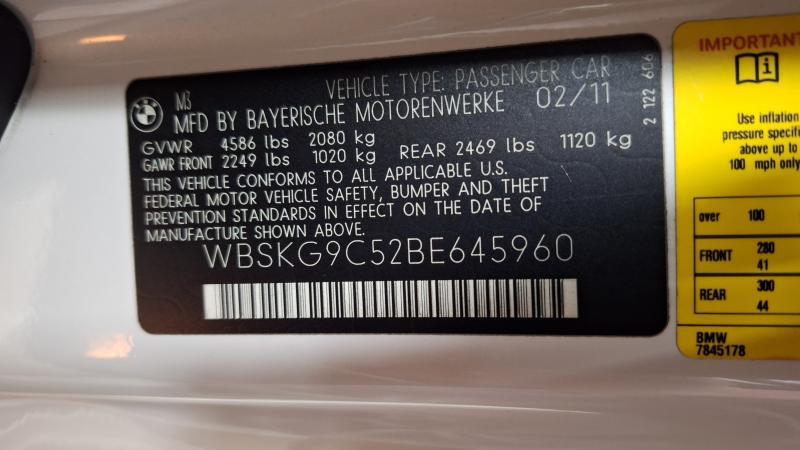 BMW
M3
VEHICLE TYPE: PASSENGER CAR
MFD BY BAYERISCHE MOTORENWERKE 02/11
GVWR 4586 lbs 2080 kg
GAWR FRONT 2249 lbs 1020 kg REAR 2469 lbs 1120 kg
THIS VEHICLE CONFORMS TO ALL APPLICABLE U.S.
FEDERAL MOTOR VEHICLE SAFETY, BUMPER AND THEFT
PREVENTION STANDARDS IN EFFECT ON THE DATE OF
MANUFACTURE SHOWN ABOVE.
WBSKG9C52BE645960
2 122 606
IMPORTANT
i
Use inflation
pressure specifi
above up to
100 mph only
over 100
FRONT 280
41
REAR 300
44
BMW
7845178